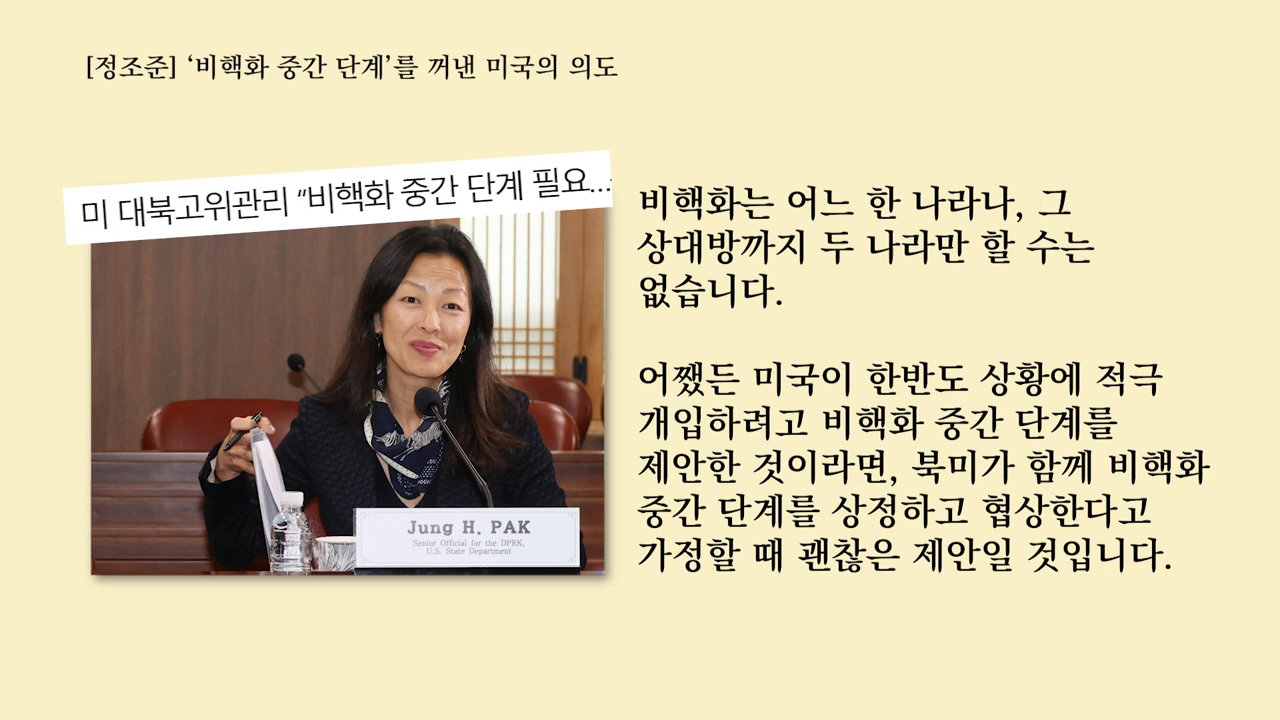 [정조준] ‘비핵화 중간 단계’를 꺼낸 미국의 의도
미 대북고위관리 “비핵화 중간 단계 필요…
비핵화는 어느 한 나라나, 그
상대방까지 두 나라만 할 수는
없습니다.
어쨌든 미국이 한반도 상황에 적극
개입하려고 비핵화 중간 단계를
제안한 것이라면, 북미가 함께 비핵화
중간 단계를 상정하고 협상한다고
가정할 때 괜찮은 제안일 것입니다.
Jung H. PAK
Senior Official for the DPRK,
U.S. State Department